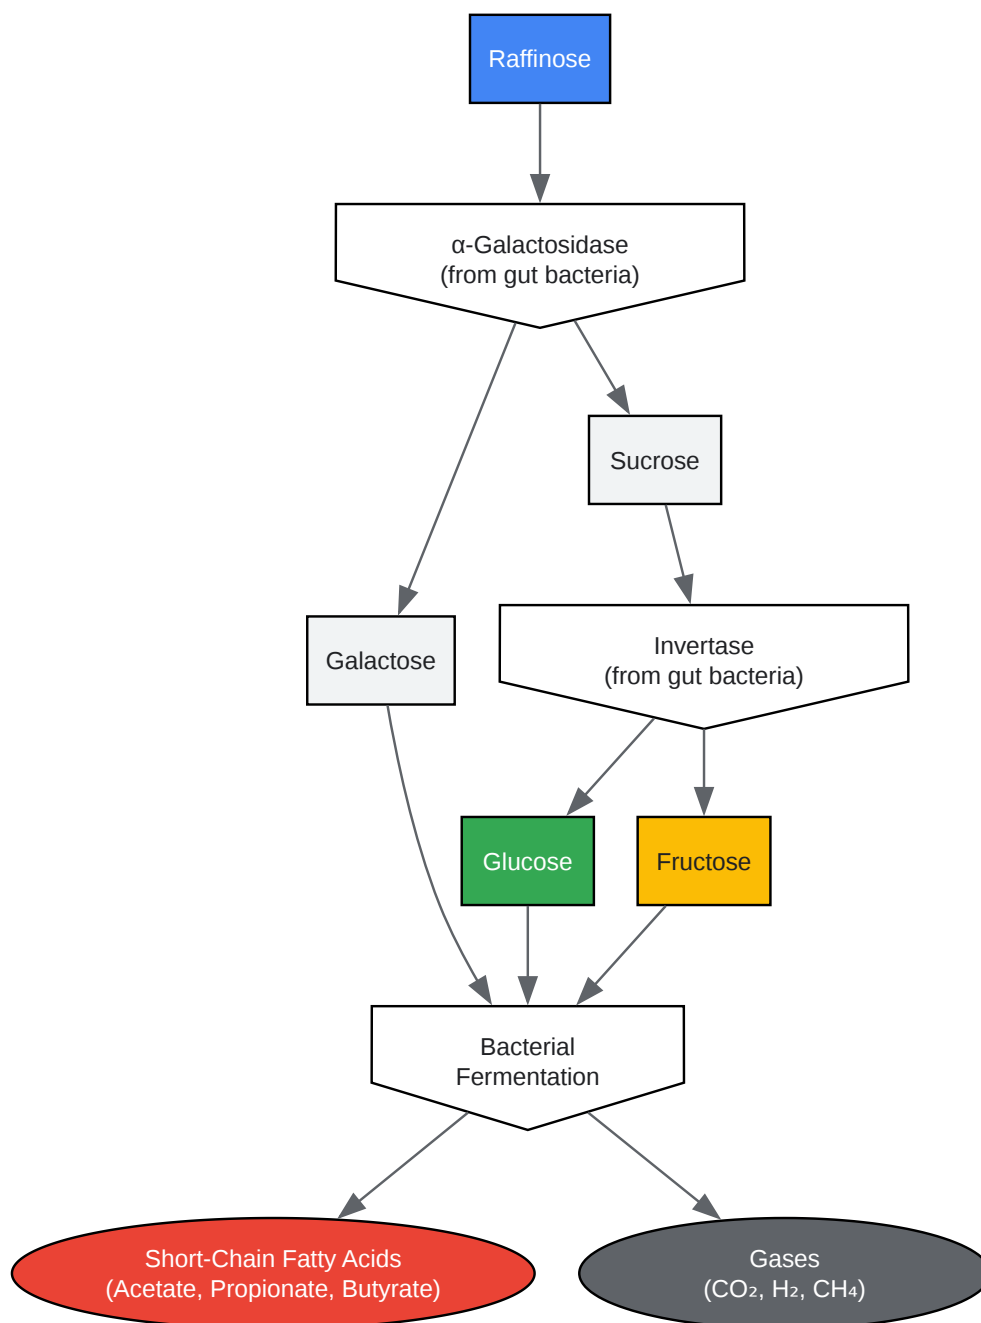 Raffinose
α-Galactosidase
(from gut bacteria)
Sucrose
Galactose
Invertase
(from gut bacteria)
Glucose
Fructose
Bacterial
Fermentation
Short-Chain Fatty Acids
(Acetate, Propionate, Butyrate)
Gases
(CO₂, H₂, CH₄)